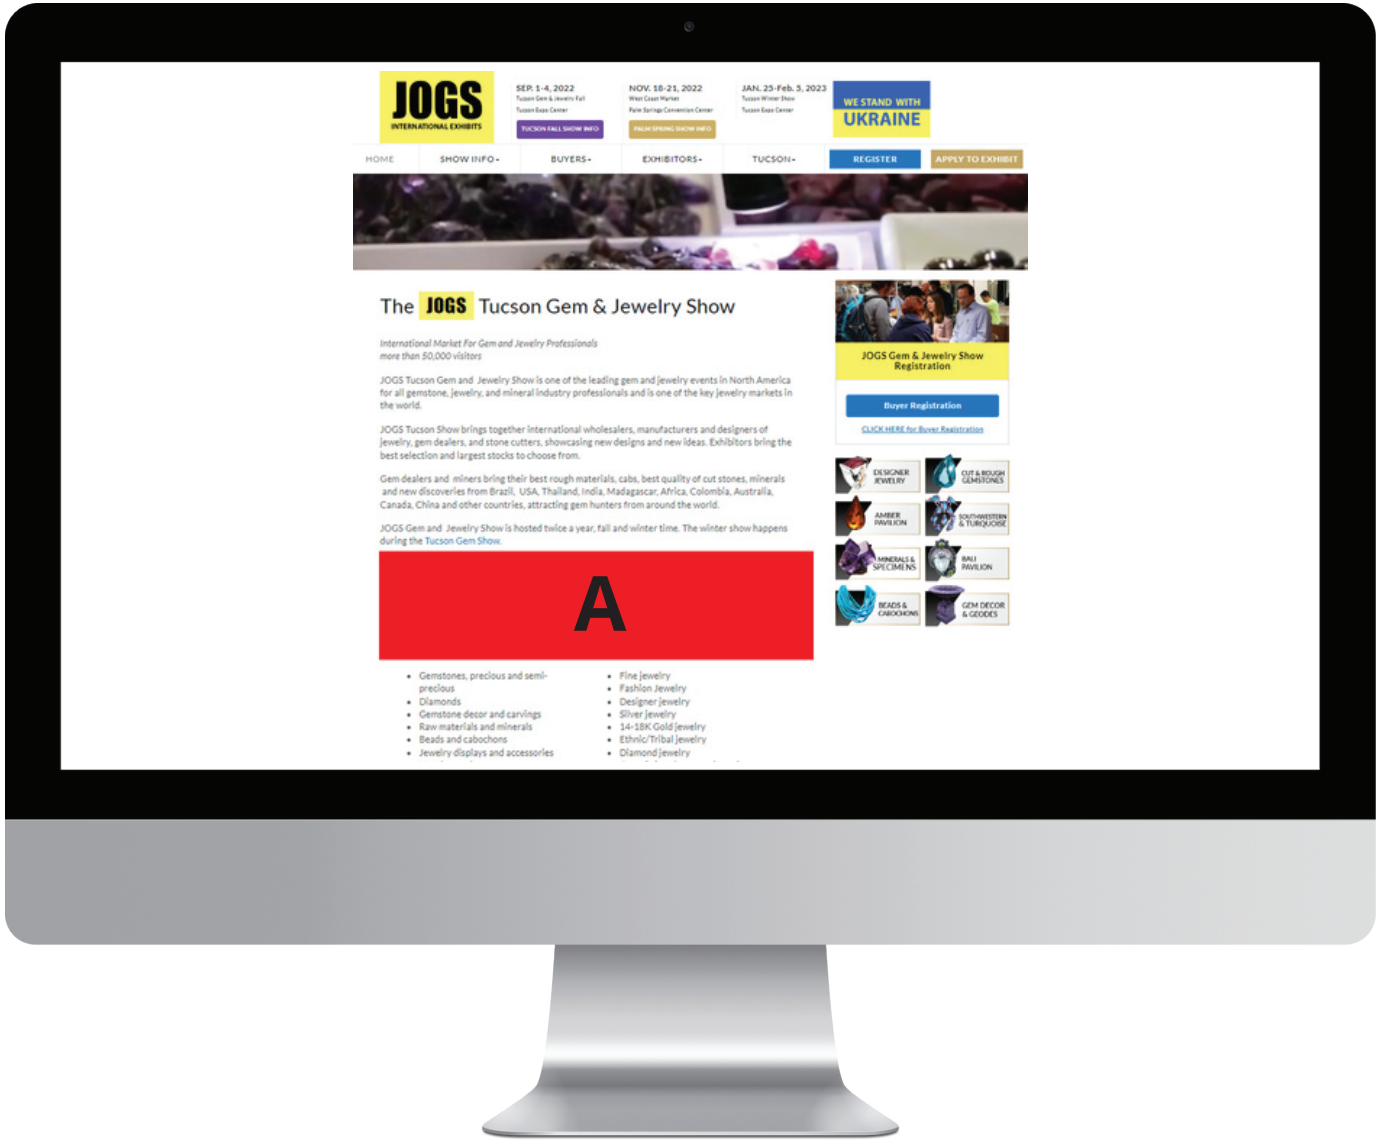 JOGS
INTERNATIONAL EXHIBITS
SEP. 1-4, 2022
Tucson Gem & Jewelry Fall
Tucson Expo Center
TUCSON FALL SHOW INFO
NOV. 18-21, 2022
West Coast Market
Palm Springs Convention Center
PALM SPRING SHOW INFO
JAN. 25-Feb. 5, 2023
Tucson Winter Show
Tucson Expo Center
WE STAND WITH
UKRAINE
HOME SHOW INFO BUYERS EXHIBITORS TUCSON REGISTER APPLY TO EXHIBIT
The JOGS Tucson Gem & Jewelry Show
International Market For Gem and Jewelry Professionals
more than 50,000 visitors
JOGS Tucson Gem and Jewelry Show is one of the leading gem and jewelry events in North America
for all gemstone, jewelry, and mineral industry professionals and is one of the key jewelry markets in
the world.
JOGS Tucson Show brings together international wholesalers, manufacturers and designers of
jewelry, gem dealers, and stone cutters, showcasing new designs and new ideas. Exhibitors bring the
best selection and largest stocks to choose from.
Gem dealers and miners bring their best rough materials, cabs, best quality of cut stones, minerals
and new discoveries from Brazil, USA, Thailand, India, Madagascar, Africa, Colombia, Australia,
Canada, China and other countries, attracting gem hunters from around the world.
JOGS Gem and Jewelry Show is hosted twice a year, fall and winter time. The winter show happens
during the Tucson Gem Show.
A
Gemstones, precious and semi-
precious
Diamonds
Gemstone decor and carvings
Raw materials and minerals
Beads and cabochons
Jewelry displays and accessories
Fine jewelry
Fashion Jewelry
Designer jewelry
Silver jewelry
14-18K Gold jewelry
Ethnic/Tribal jewelry
Diamond jewelry
JOGS Gem & Jewelry Show
Registration
Buyer Registration
CLICK HERE for Buyer Registration
DESIGNER
JEWELRY
CUT & ROUGH
GEMSTONES
AMBER
PAVILION
SOUTHWESTERN
& TURQUOISE
MINERALS &
SPECIMENS
BALI
PAVILION
BEADS &
CABOCHONS
GEM DECOR
& GEODES